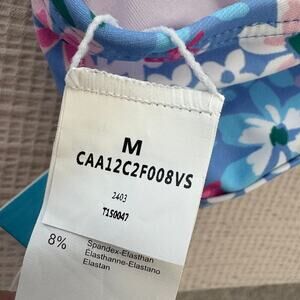 M
CAA12C2F008VS
2403
T150047
8% Spandex-Elasthan
Elasthanne-Elastano
Elastan